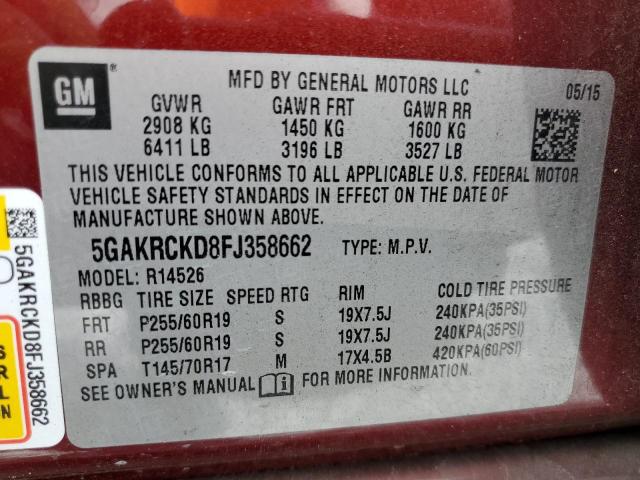 GM®
MFD BY GENERAL MOTORS LLC
05/15
GVWR GAWR FRT GAWR RR
2908 KG 1450 KG 1600 KG
6411 LB 3196 LB 3527 LB
THIS VEHICLE CONFORMS TO ALL APPLICABLE U.S. FEDERAL MOTOR
VEHICLE SAFETY STANDARDS IN EFFECT ON THE DATE OF
MANUFACTURE SHOWN ABOVE.
5GAKRCKD8FJ358662 TYPE: M.P.V.
MODEL: R14526
RBBG TIRE SIZE SPEED RTG RIM COLD TIRE PRESSURE
FRT P255/60R19 S 19X7.5J 240KPA(35PSI)
RR P255/60R19 S 19X7.5J 240KPA(35PSI)
SPA T145/70R17 M 17X4.5B 420KPA(60PSI)
SEE OWNER'S MANUAL i FOR MORE INFORMATION.
5GAKRCKD8FJ358662